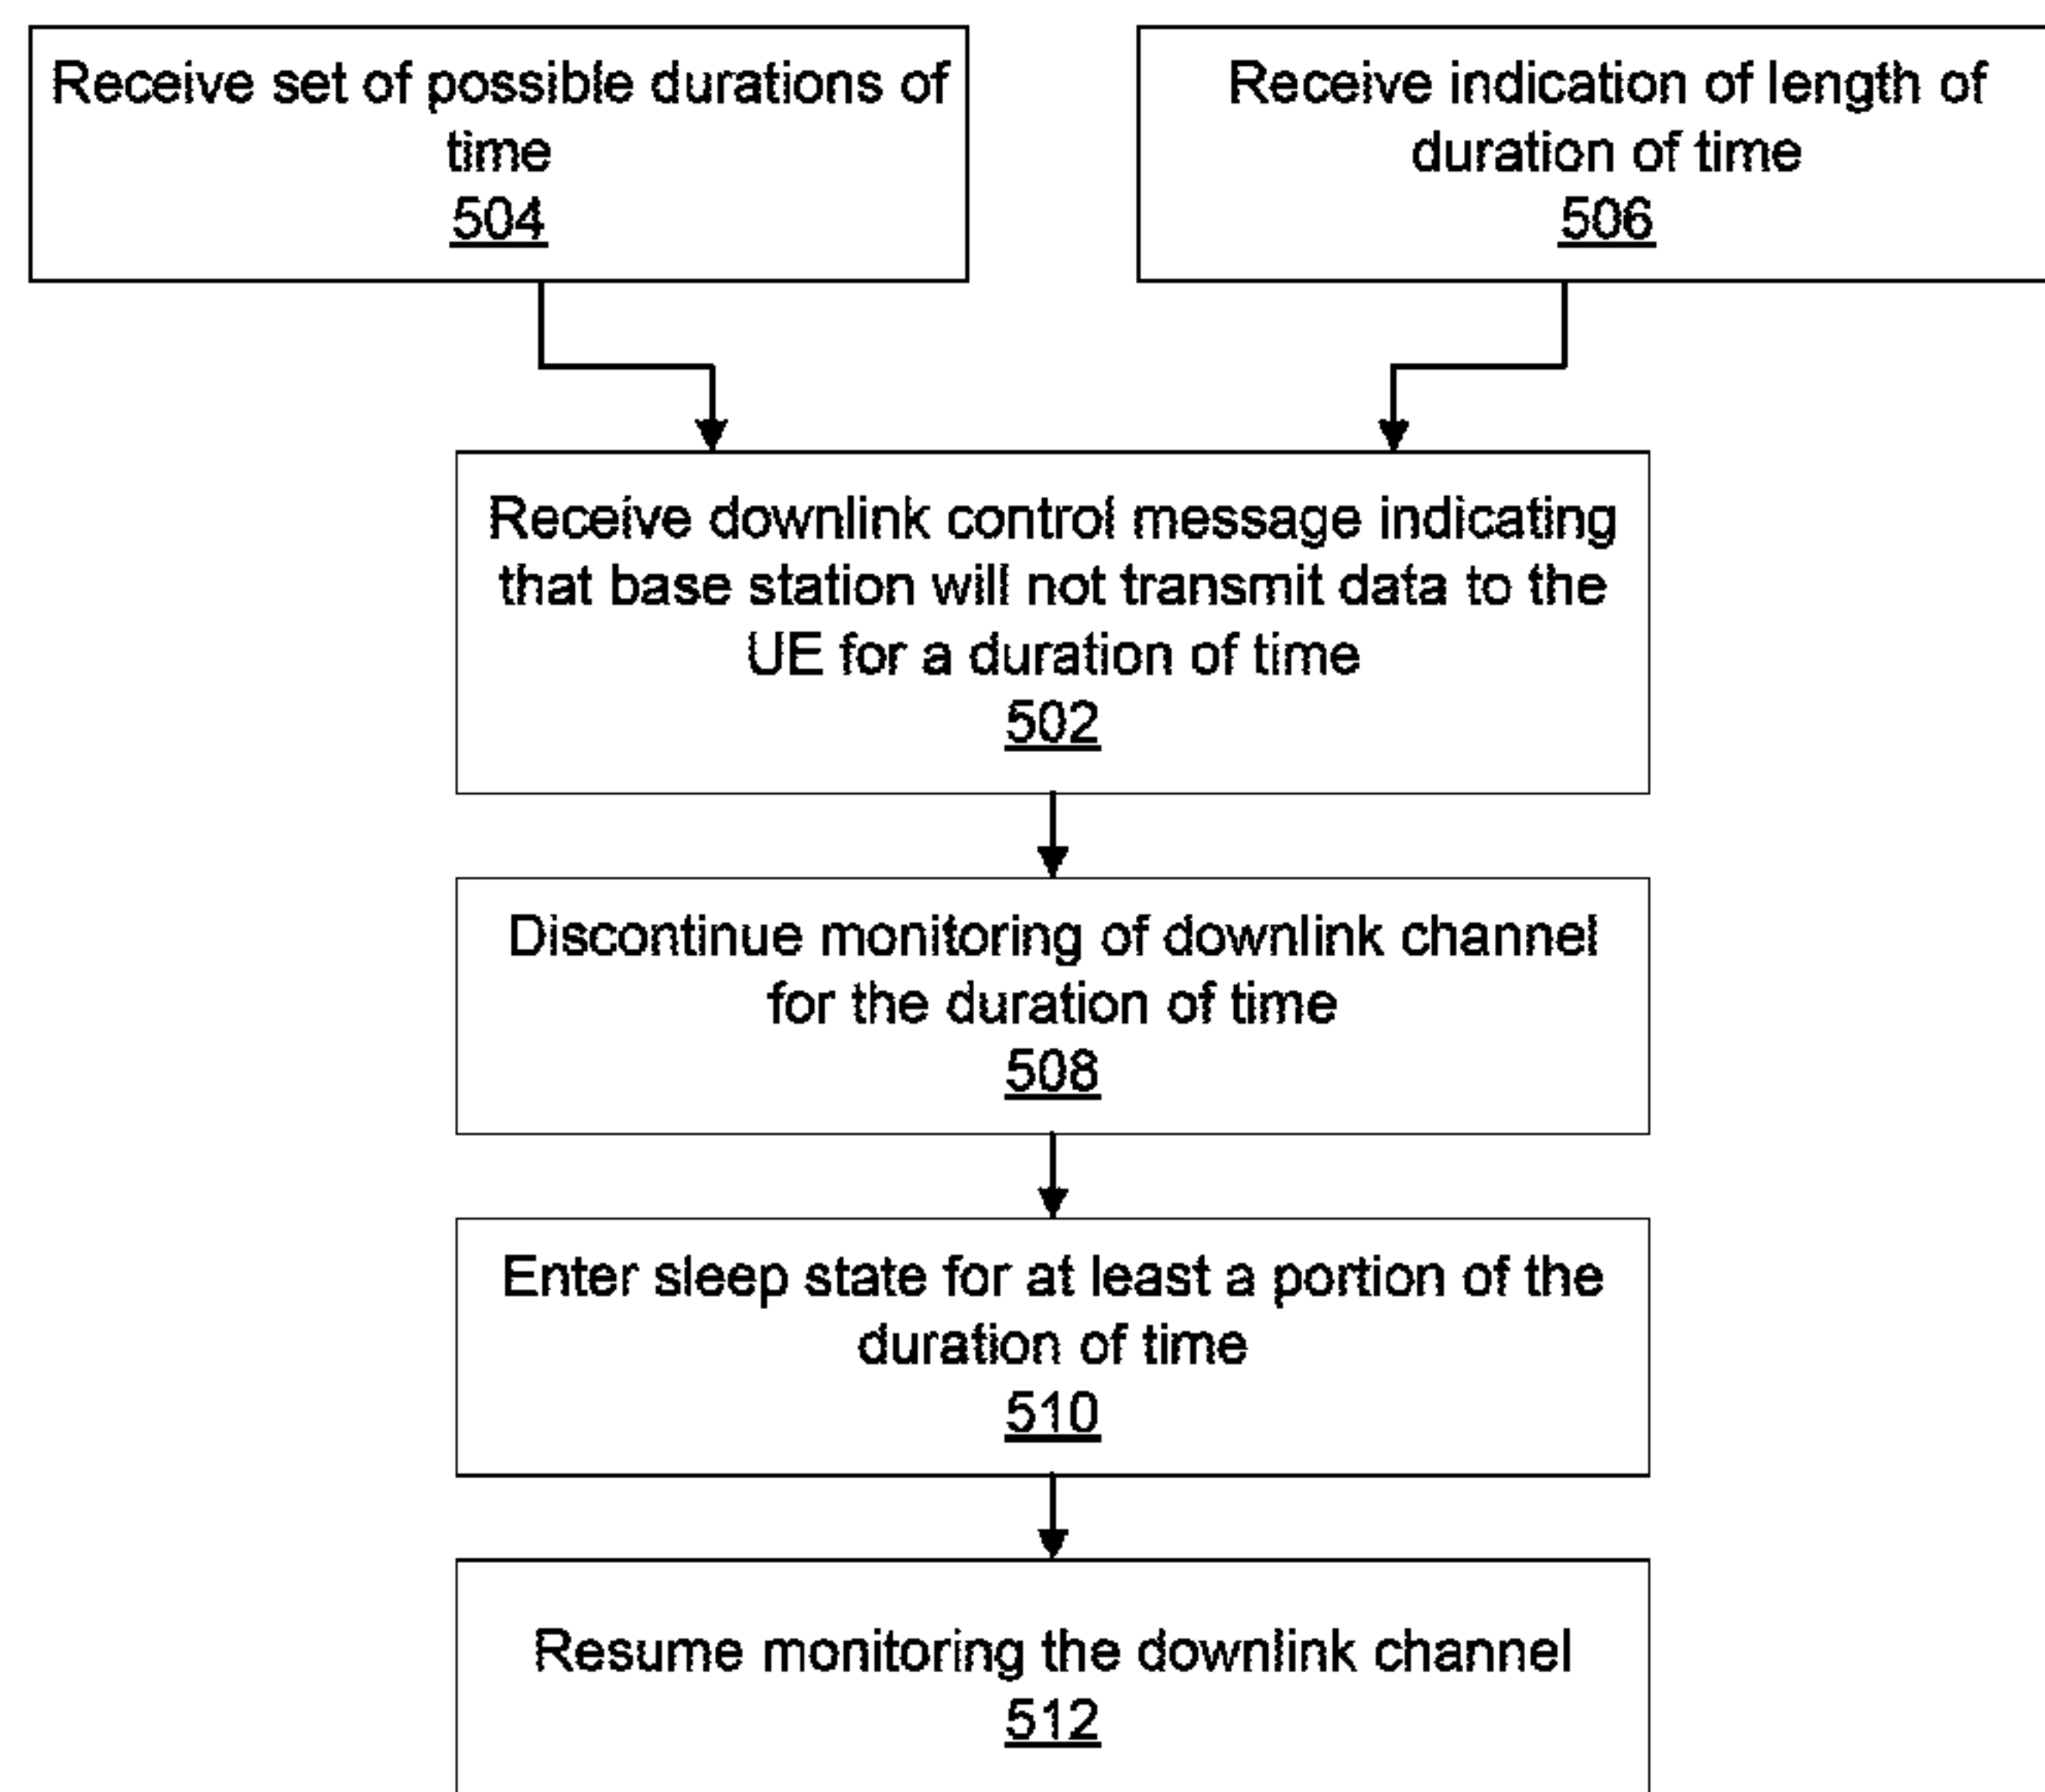 Receive set of possible durations of
time
504
Receive indication of length of
duration of time
506
Receive downlink control message indicating
that base station will not transmit data to the
UE for a duration of time
502
Discontinue monitoring of downlink channel
for the duration of time
508
Enter sleep state for at least a portion of the
duration of time
510
Resume monitoring the downlink channel
512